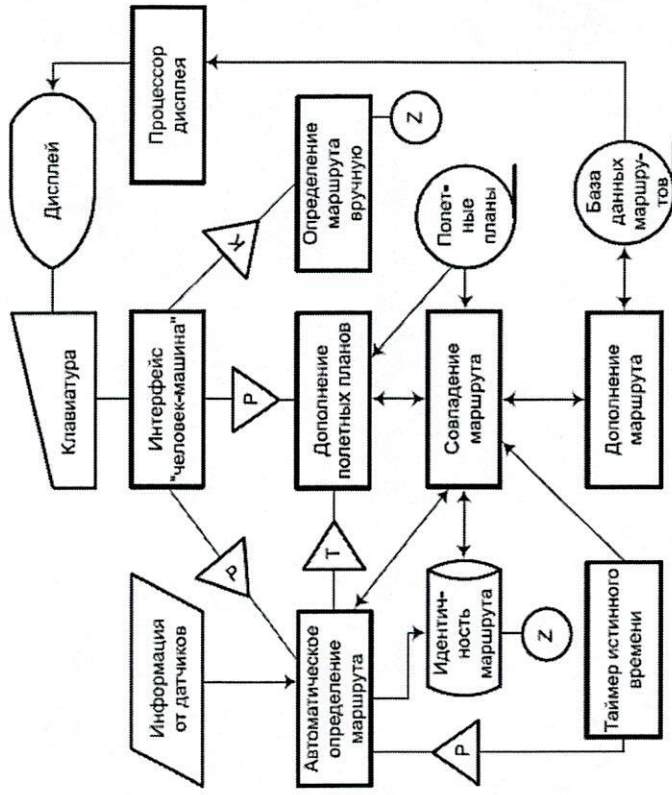 Дисплей
Процессор
дисплея
Клавиатура
Интерфейс
"человек-машина"
К
Определение
маршрута
вручную
Z
Информация
от датчиков
Р
Р
Автоматическое
определение
маршрута
Т
Дополнение
полетных планов
Полет-
ные
планы
Идентич-
ность
маршрута
Z
Совпадение
маршрута
Р
Таймер истинного
времени
Дополнение
маршрута
База
данных
маршру-
тов